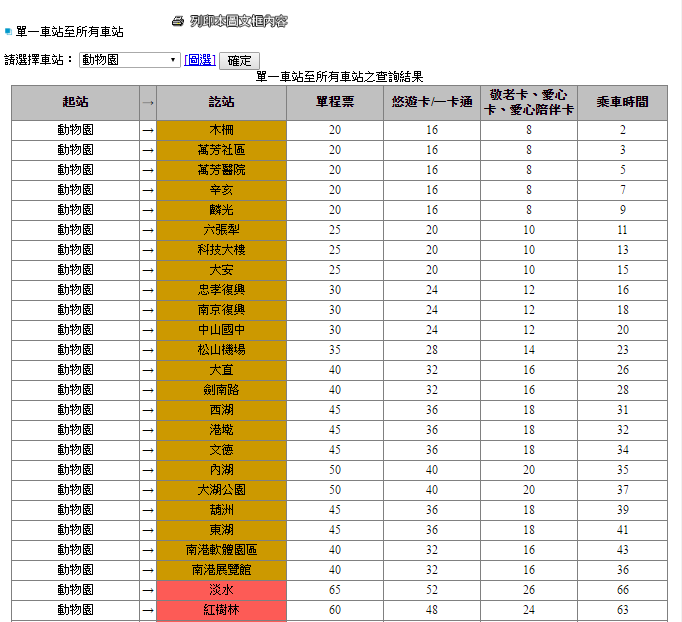 列印本圖文框內容
單一車站至所有車站
請選擇車站： 動物園 [圖選] 確定
單一車站至所有車站之查詢結果
起站 → 訖站 單程票 悠遊卡/一卡通 敬老卡、愛心卡、愛心陪伴卡 乘車時間
動物園 → 木柵 20 16 8 2
動物園 → 萬芳社區 20 16 8 3
動物園 → 萬芳醫院 20 16 8 5
動物園 → 辛亥 20 16 8 7
動物園 → 麟光 20 16 8 9
動物園 → 六張犁 25 20 10 11
動物園 → 科技大樓 25 20 10 13
動物園 → 大安 25 20 10 15
動物園 → 忠孝復興 30 24 12 16
動物園 → 南京復興 30 24 12 18
動物園 → 中山國中 30 24 12 20
動物園 → 松山機場 35 28 14 23
動物園 → 大直 40 32 16 26
動物園 → 劍南路 40 32 16 28
動物園 → 西湖 45 36 18 31
動物園 → 港墘 45 36 18 32
動物園 → 文德 45 36 18 34
動物園 → 內湖 50 40 20 35
動物園 → 大湖公園 50 40 20 37
動物園 → 葫洲 45 36 18 39
動物園 → 東湖 45 36 18 41
動物園 → 南港軟體園區 40 32 16 43
動物園 → 南港展覽館 40 32 16 36
動物園 → 淡水 65 52 26 66
動物園 → 紅樹林 60 48 24 63